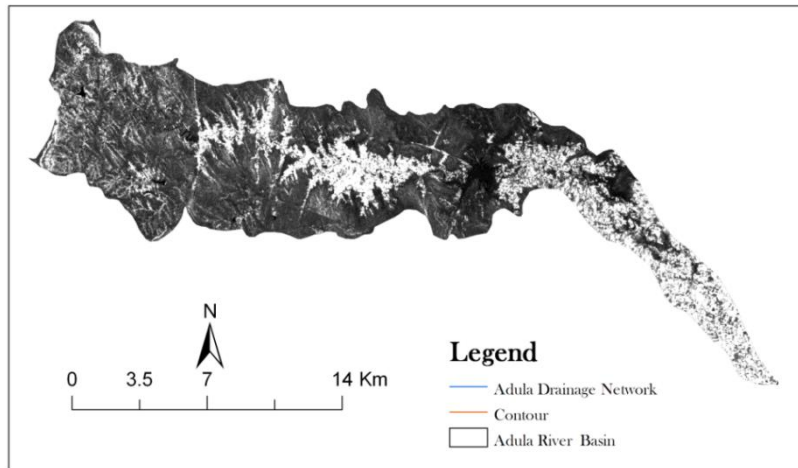 N
0 3.5 7 14 Km
Legend
Adula Drainage Network
Contour
Adula River Basin